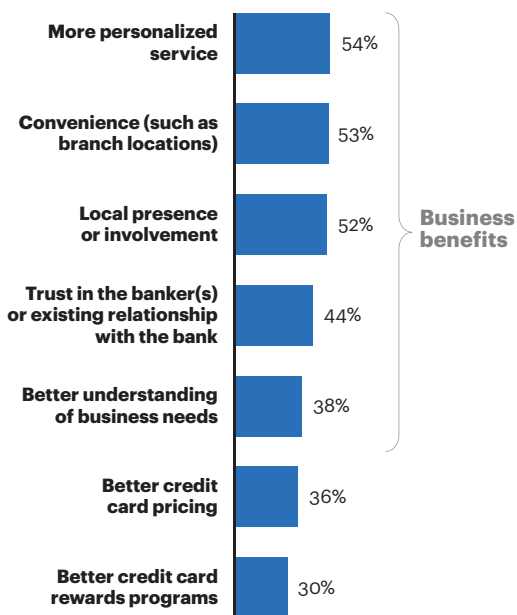 More personalized
service
54%
Convenience (such as
branch locations)
53%
Local presence
or involvement
52%
Business
benefits
Trust in the banker(s)
or existing relationship
with the bank
44%
Better understanding
of business needs
38%
Better credit
card pricing
36%
Better credit card
rewards programs
30%